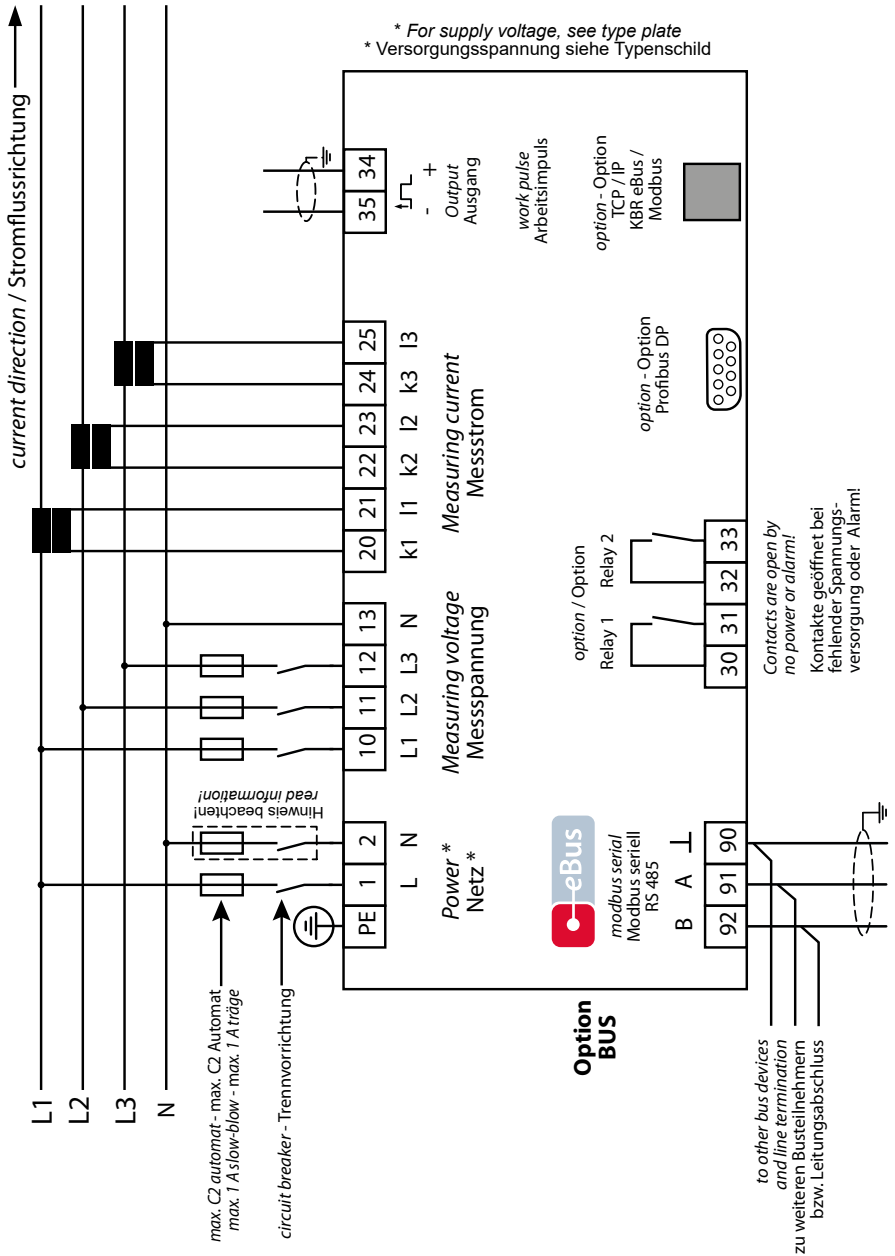 * For supply voltage, see type plate
* Versorgungsspannung siehe Typenschild
current direction / Stromflussrichtung
L1
L2
L3
N
max. C2 automat - max. C2 Automat
max. 1 A slow-blow - max. 1 A träge
circuit breaker - Trennvorrichtung
Hinweis beachten!
read information!
PE 1 2 10 11 12 13 20 21 22 23 24 25 35 34
L N L1 L2 L3 N k1 l1 k2 l2 k3 l3 - +
Power *
Netz *
Measuring voltage
Messspannung
Measuring current
Messstrom
Output
Ausgang
work pulse
Arbeitsimpuls
Option
BUS
eBus
modbus serial
Modbus seriell
RS 485
B A
92 91 90
option / Option
Relay 1 Relay 2
30 31 32 33
Contacts are open by
no power or alarm!
Kontakte geöffnet bei
fehlender Spannungs-
versorgung oder Alarm!
option - Option
Profibus DP
option - Option
TCP / IP
KBR eBus /
Modbus
to other bus devices
and line termination
zu weiteren Busteilnehmern
bzw. Leitungsabschluss